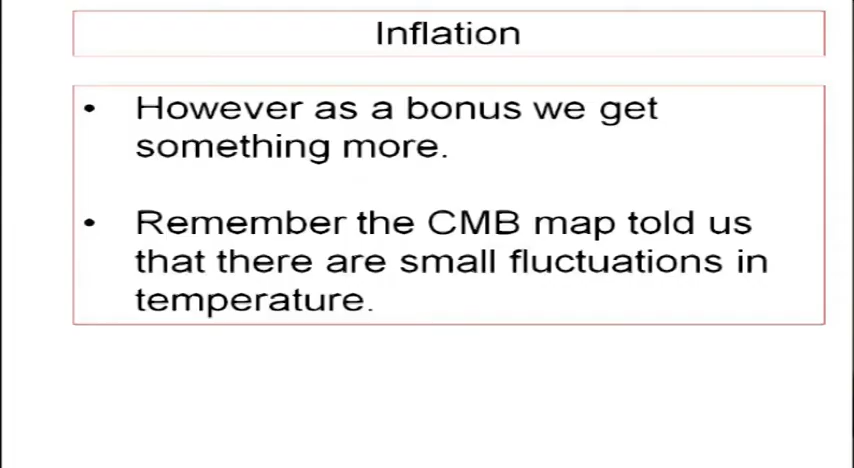 Inflation
• However as a bonus we get
something more.
• Remember the CMB map told us
that there are small fluctuations in
temperature.